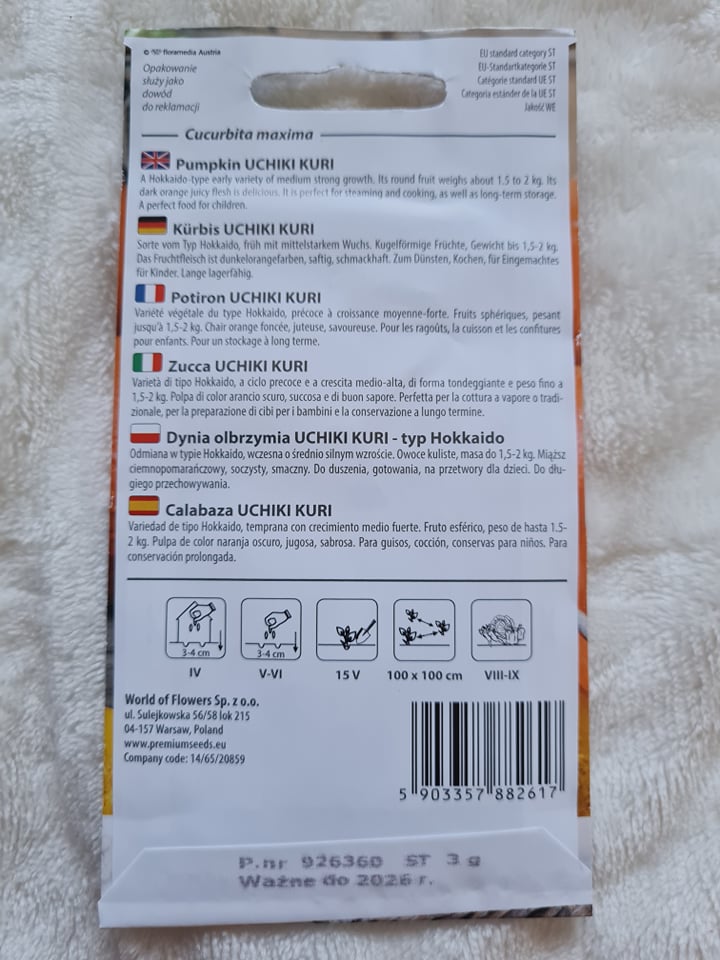 © floramedia Austria
Opakowanie
służy jako
dowód
do reklamacji
EU standard category ST
EU-Standartkategorie ST
Catégorie standard UE ST
Categoria estánder de la UE ST
Jakość WE
Cucurbita maxima
Pumpkin UCHIKI KURI
A Hokkaido-type early variety of medium strong growth. Its round fruit weighs about 1.5 to 2 kg. Its
dark orange juicy flesh is delicious. It is perfect for steaming and cooking, as well as long-term storage.
A perfect food for children.
Kürbis UCHIKI KURI
Sorte vom Typ Hokkaido, früh mit mittelstarkem Wuchs. Kugelförmige Früchte, Gewicht bis 1,5-2 kg.
Das Fruchtfleisch ist dunkelorangefarben, saftig, schmackhaft. Zum Dünsten, Kochen, für Eingemachtes
für Kinder. Lange lagerfähig.
Potiron UCHIKI KURI
Variété végétale du type Hokkaido, précoce à croissance moyenne-forte. Fruits sphériques, pesant
jusqu'à 1,5-2 kg. Chair orange foncée, juteuse, savoureuse. Pour les ragoûts, la cuisson et les confitures
pour enfants. Pour un stockage à long terme.
Zucca UCHIKI KURI
Varietà di tipo Hokkaido, a ciclo precoce e a crescita medio-alta, di forma tondeggiante e peso fino a
1,5-2 kg. Polpa di color arancio scuro, succosa e di buon sapore. Perfetta per la cottura a vapore o tradi-
zionale, per la preparazione di cibi per i bambini e la conservazione a lungo termine.
Dynia olbrzymia UCHIKI KURI - typ Hokkaido
Odmiana w typie Hokkaido, wczesna o średnio silnym wzroście. Owoce kuliste, masa do 1,5-2 kg. Miąższ
ciemnopomarańczowy, soczysty, smaczny. Do duszenia, gotowania, na przetwory dla dzieci. Do dłu-
giego przechowywania.
Calabaza UCHIKI KURI
Variedad de tipo Hokkaido, temprana con crecimiento medio fuerte. Fruto esférico, peso de hasta 1.5-
2 kg. Pulpa de color naranja oscuro, jugosa, sabrosa. Para guisos, cocción, conservas para niños. Para
conservación prolongada.
3-4 cm 3-4 cm
IV V-VI 15 V 100 x 100 cm VIII-IX
World of Flowers Sp. z o.o.
ul. Sulejkowska 56/58 lok 215
04-157 Warsaw, Poland
www.premiumseeds.eu
Company code: 14/65/20859
5 903357 882617
P.nr 926360 ST 3 g
Ważne do 2026 r.